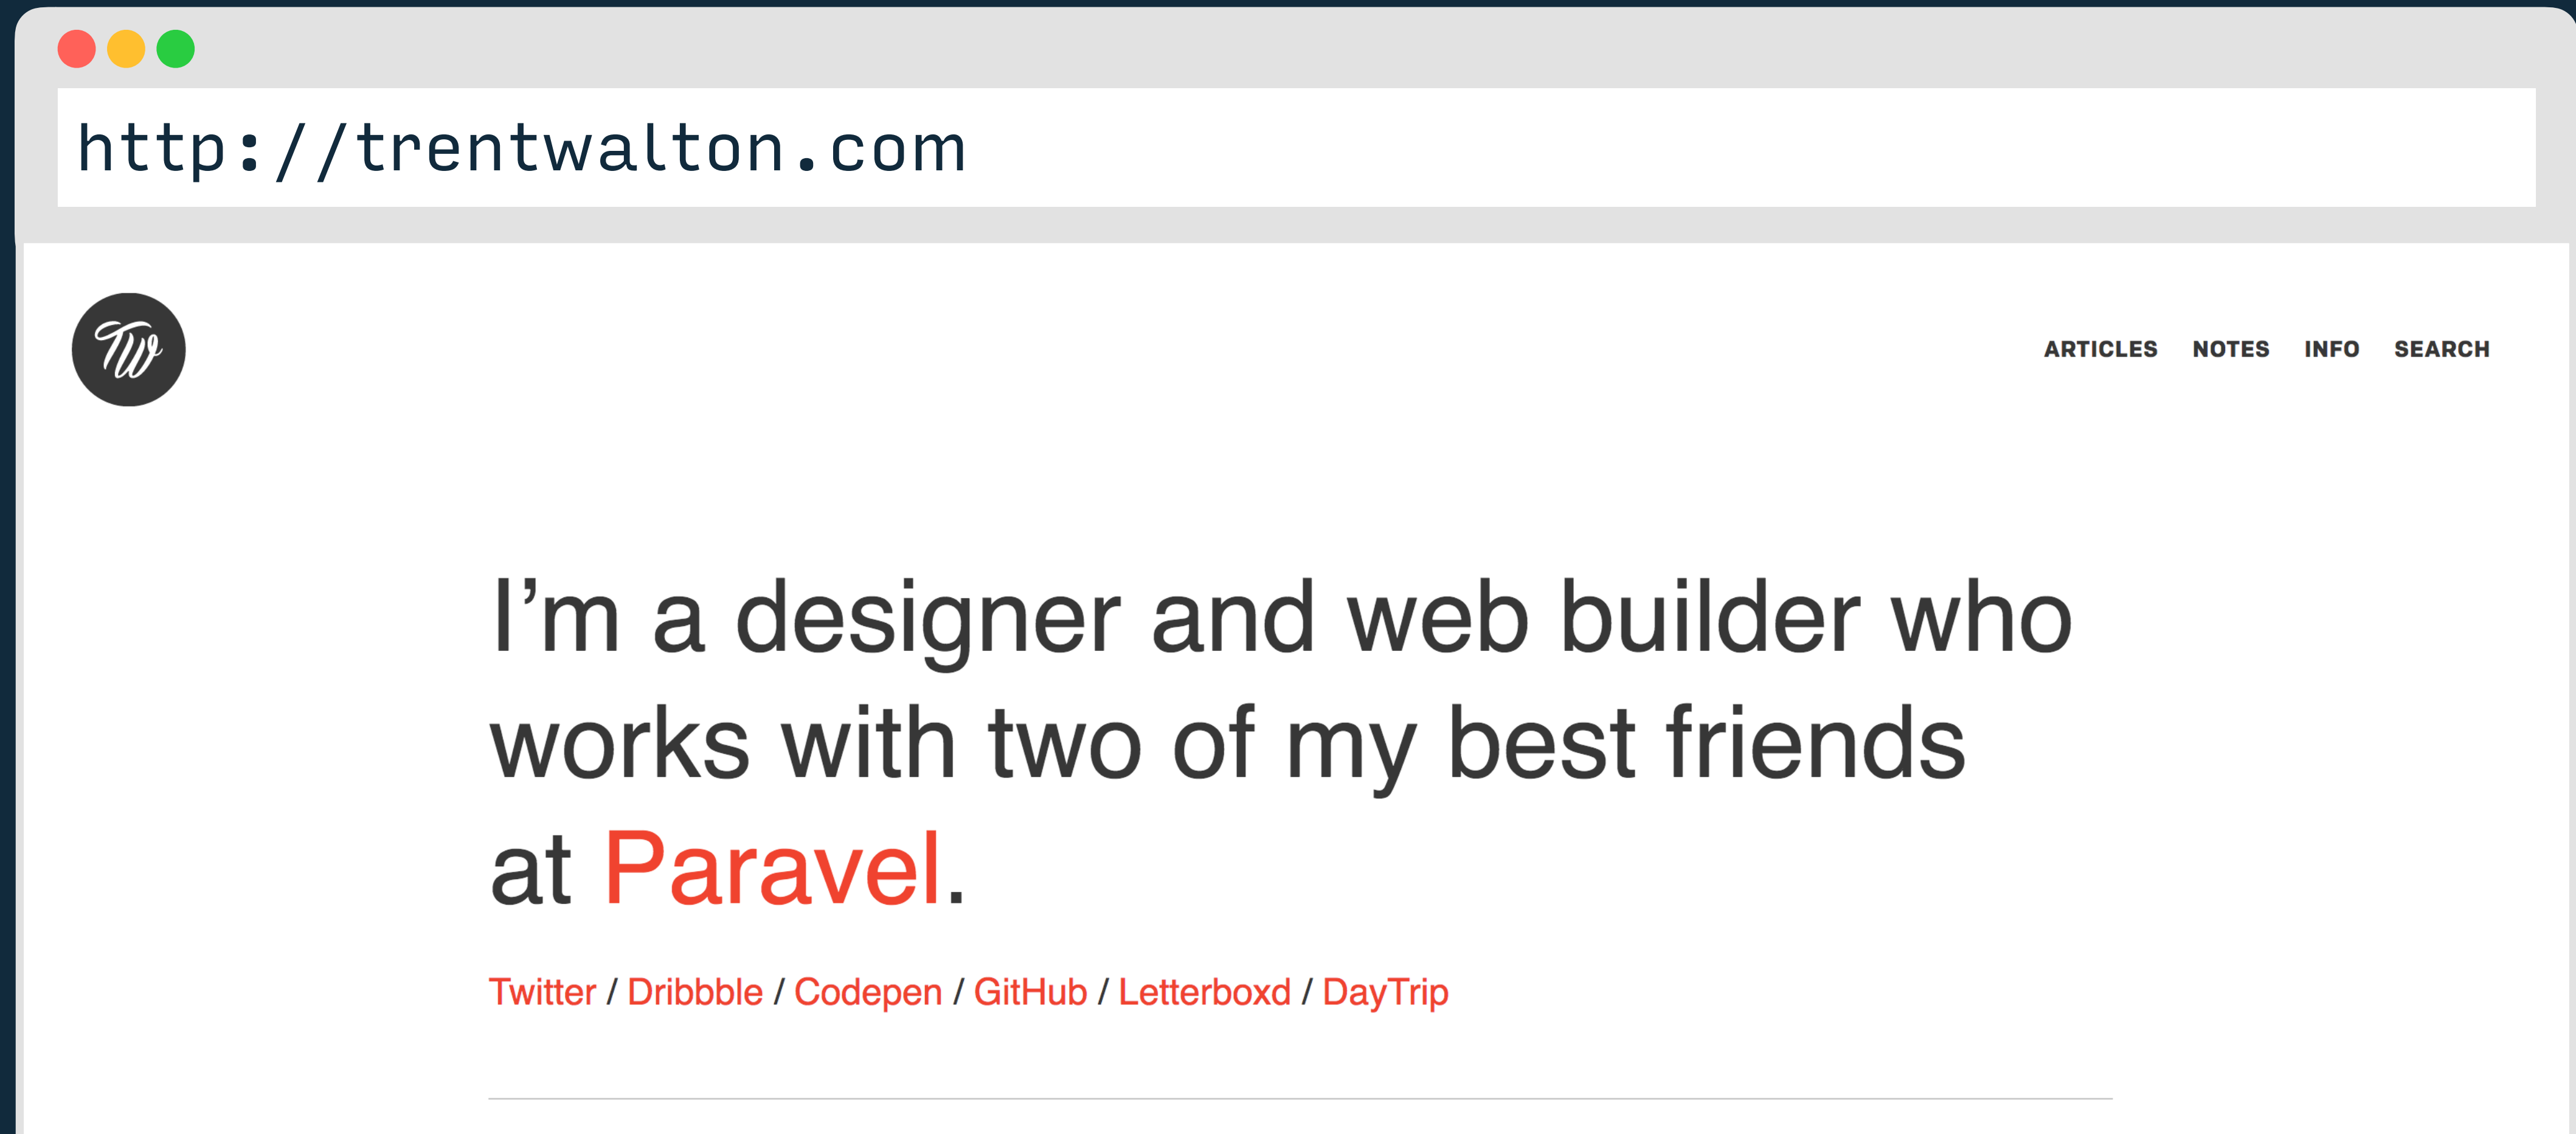 http://trentwalton.com
TW
ARTICLES NOTES INFO SEARCH
I’m a designer and web builder who
works with two of my best friends
at Paravel.
Twitter / Dribbble / Codepen / GitHub / Letterboxd / DayTrip